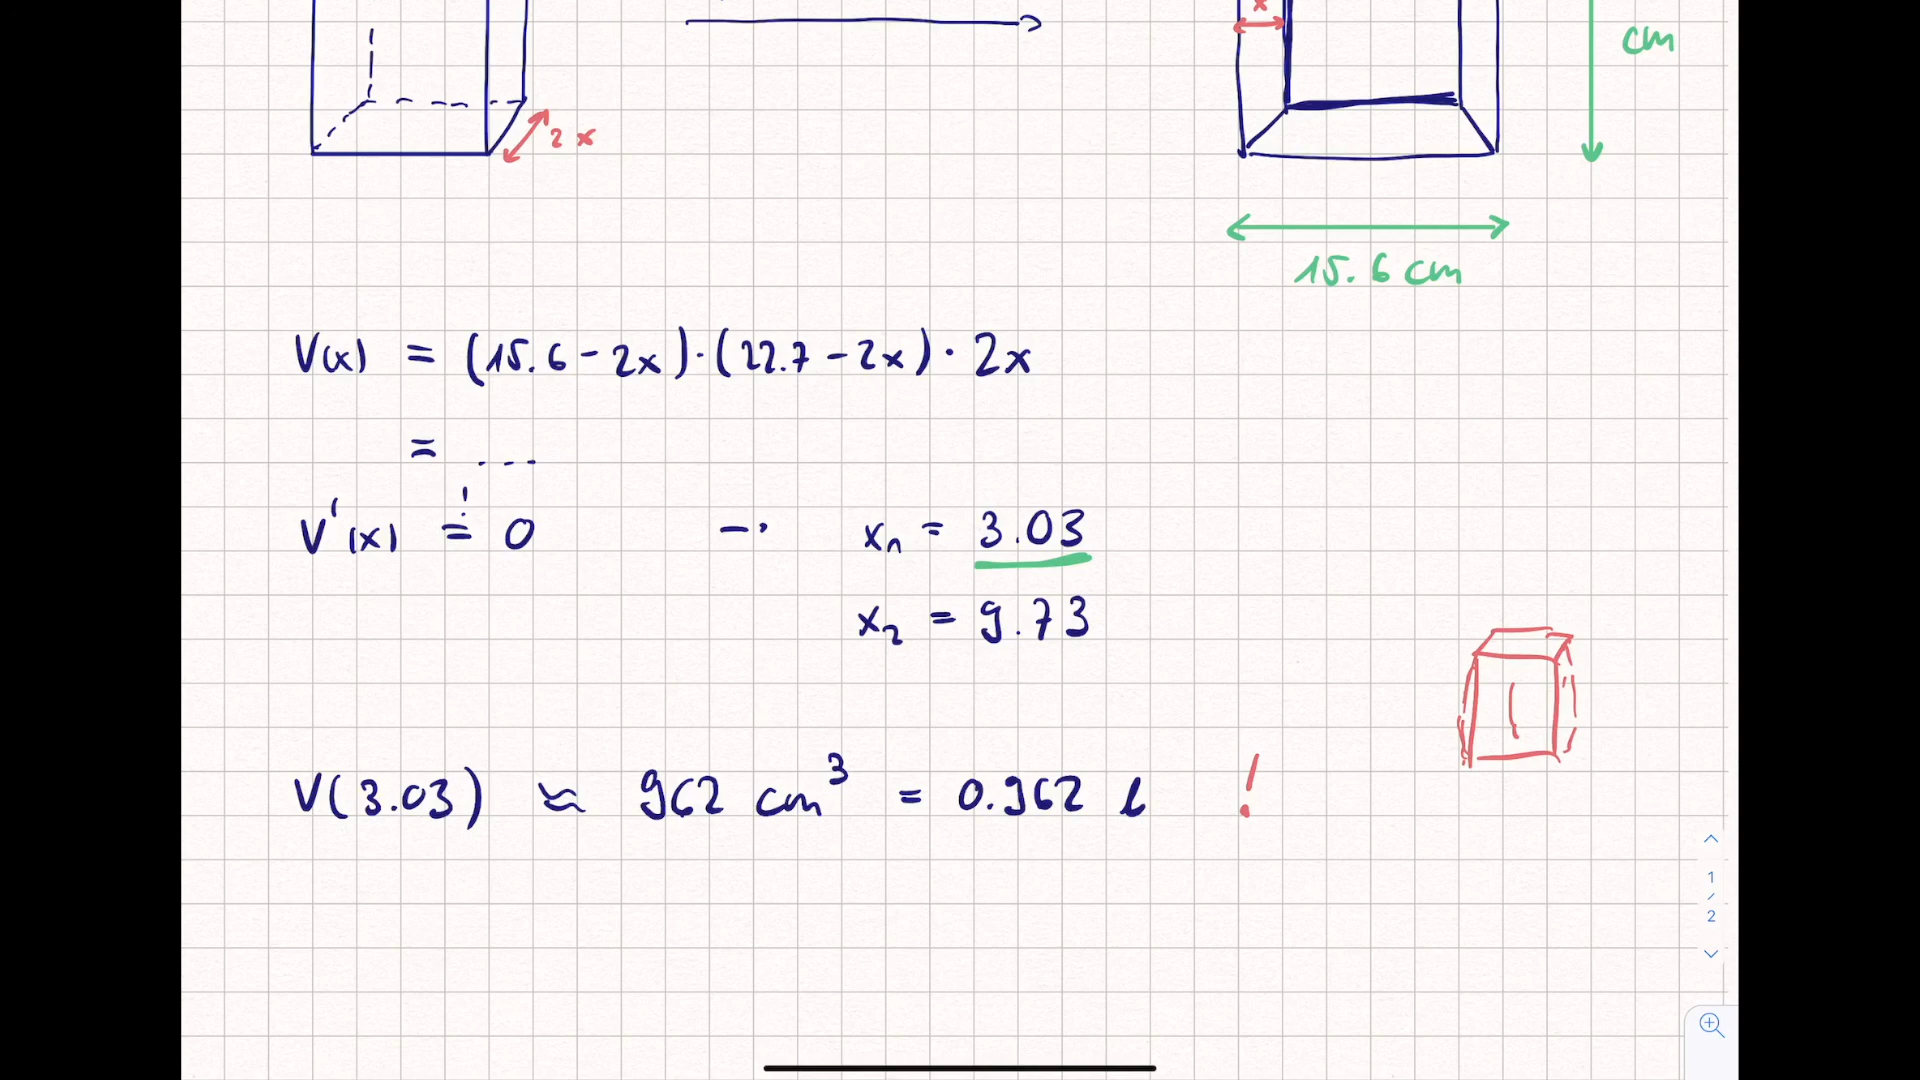 x
cm
2x
15.6 cm
V(x) = (15.6 - 2x) · (22.7 - 2x) · 2x
= ...
V'(x) = 0
x₁ = 3.03
x₂ = 9.73
V(3.03) ≈ 962 cm³ = 0.962 l !
1
/
2